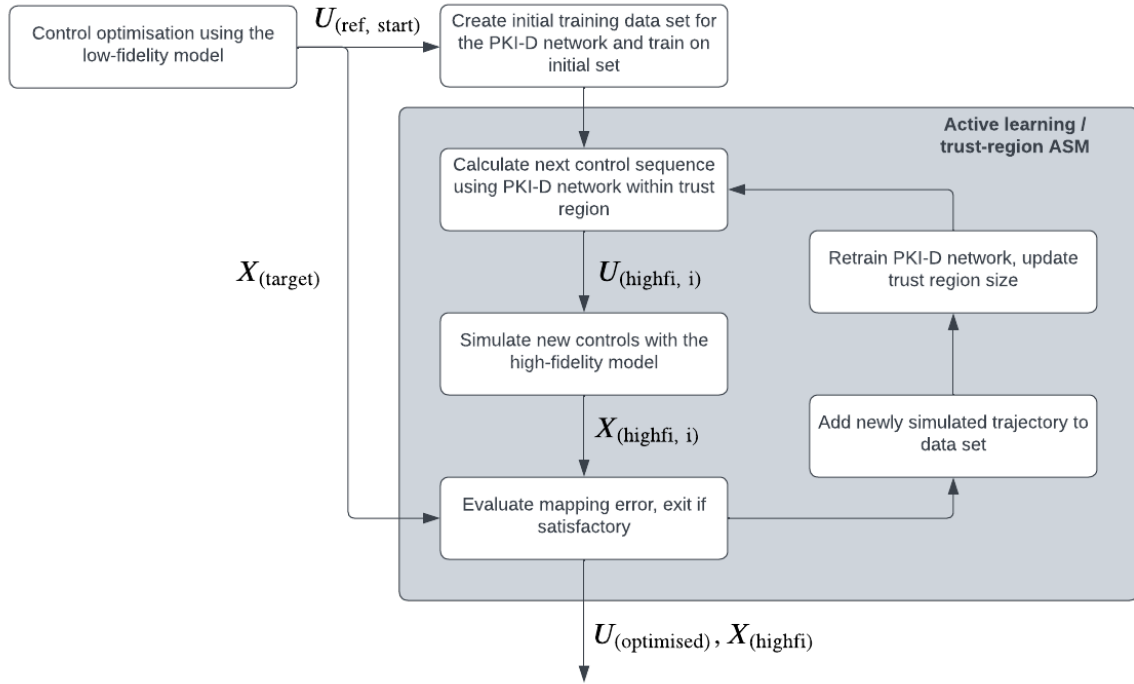 Control optimisation using the
low-fidelity model
U(ref, start)
Create initial training data set for
the PKI-D network and train on
initial set
Active learning /
trust-region ASM
Calculate next control sequence
using PKI-D network within trust
region
X(target)
U(highfi, i)
Retrain PKI-D network, update
trust region size
Simulate new controls with the
high-fidelity model
X(highfi, i)
Add newly simulated trajectory to
data set
Evaluate mapping error, exit if
satisfactory
U(optimised) , X(highfi)